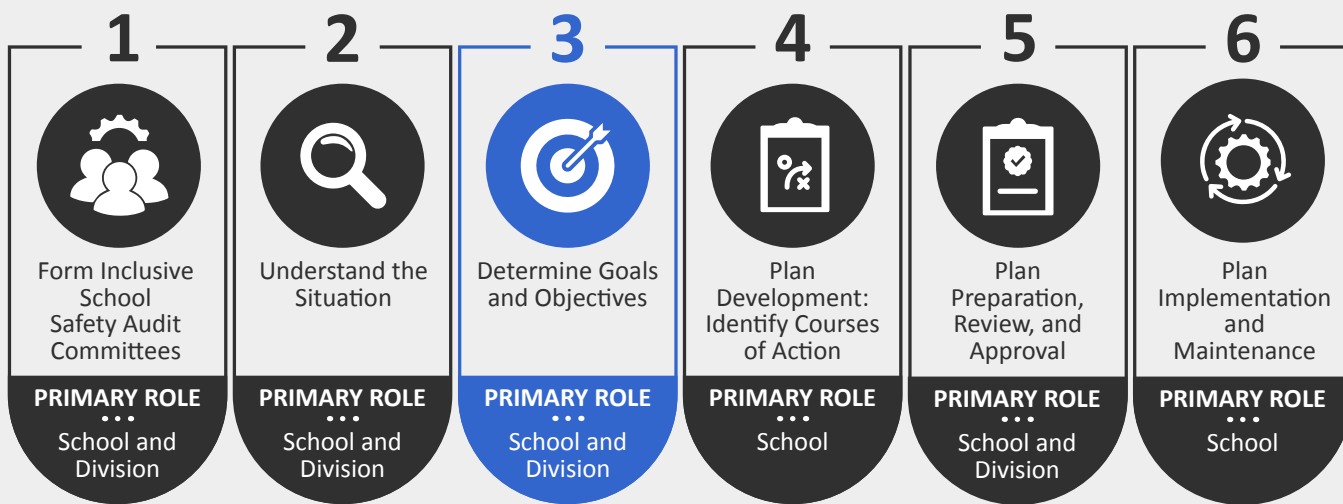 1
Form Inclusive
School
Safety Audit
Committees
PRIMARY ROLE
School and
Division
2
Understand the
Situation
PRIMARY ROLE
School and
Division
3
Determine Goals
and Objectives
PRIMARY ROLE
School and
Division
4
Plan
Development:
Identify Courses
of Action
PRIMARY ROLE
School
5
Plan
Preparation,
Review, and
Approval
PRIMARY ROLE
School and
Division
6
Plan
Implementation
and
Maintenance
PRIMARY ROLE
School